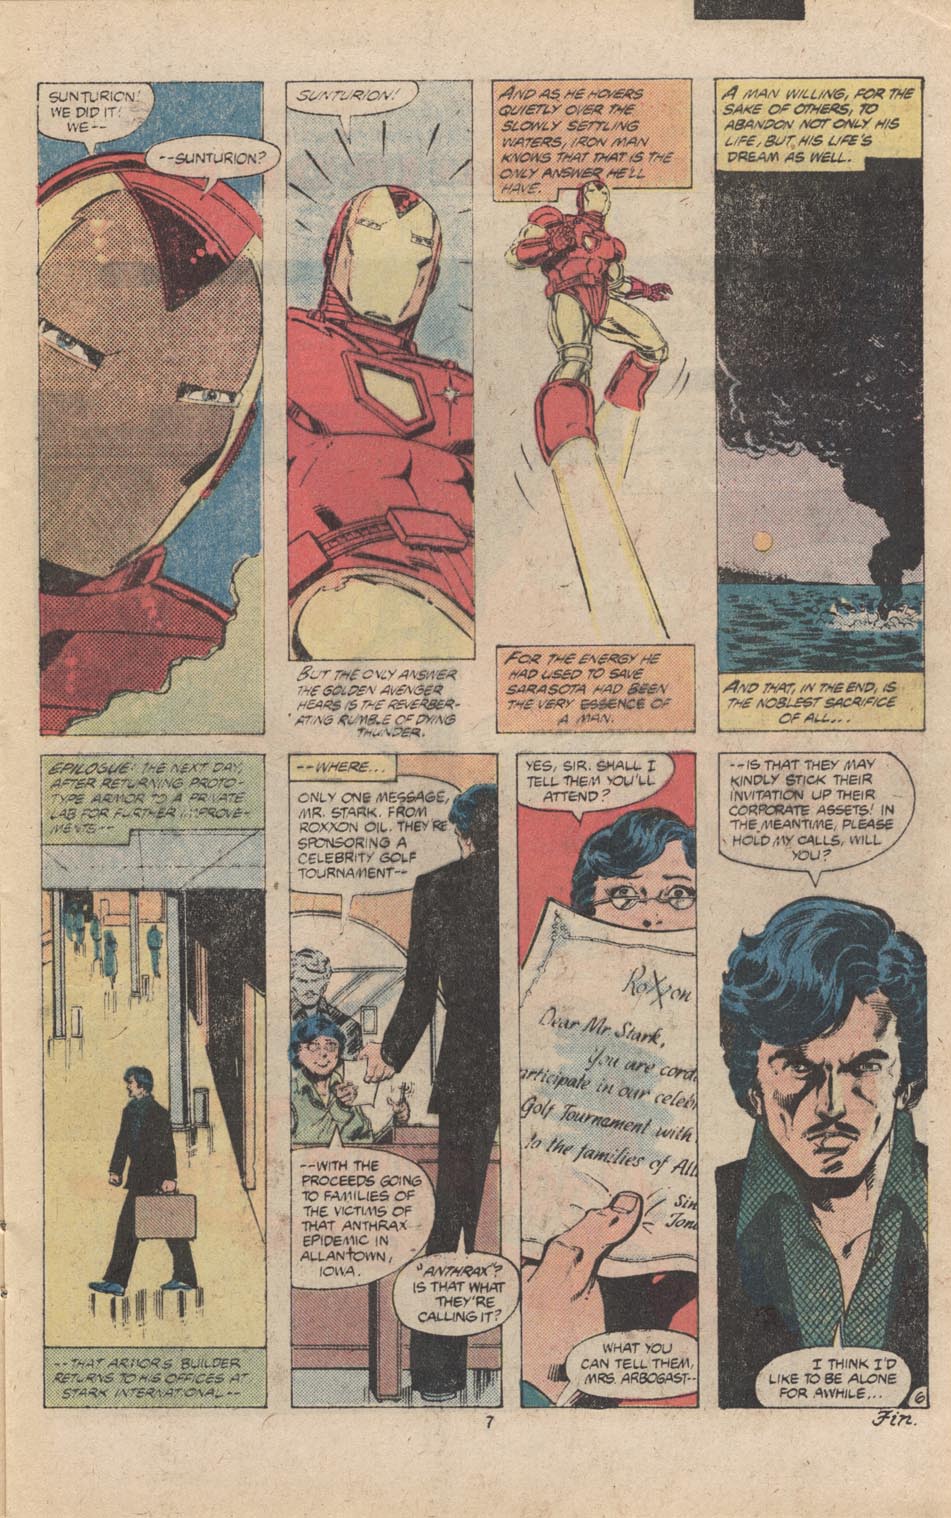 SUNTURION!
WE DID IT!
WE--
--SUNTURION?
SUNTURION!
BUT THE ONLY ANSWER
THE GOLDEN AVENGER
HEARS IS THE REVERBER-
ATING RUMBLE OF DYING
THUNDER.
AND AS HE HOVERS
QUIETLY OVER THE
SLOWLY SETTLING
WATERS, IRON MAN
KNOWS THAT THAT IS THE
ONLY ANSWER HE'LL
HAVE.
FOR THE ENERGY HE
HAD USED TO SAVE
SARASOTA HAD BEEN
THE VERY ESSENCE OF
A MAN.
A MAN WILLING, FOR THE
SAKE OF OTHERS, TO
ABANDON NOT ONLY HIS
LIFE, BUT HIS LIFE'S
DREAM AS WELL.
AND THAT, IN THE END, IS
THE NOBLEST SACRIFICE
OF ALL...
EPILOGUE: THE NEXT DAY,
AFTER RETURNING PROTO-
TYPE ARMOR TO A PRIVATE
LAB FOR FURTHER IMPROVE-
MENTS--
--THAT ARMOR'S BUILDER
RETURNS TO HIS OFFICES AT
STARK INTERNATIONAL--
--WHERE...
ONLY ONE MESSAGE,
MR. STARK. FROM
ROXXON OIL. THEY'RE
SPONSORING A
CELEBRITY GOLF
TOURNAMENT--
--WITH THE
PROCEEDS GOING
TO FAMILIES OF
THE VICTIMS OF
THAT ANTHRAX
EPIDEMIC IN
ALLANTOWN,
IOWA.
"ANTHRAX"?
IS THAT WHAT
THEY'RE
CALLING IT?
YES, SIR. SHALL I
TELL THEM YOU'LL
ATTEND?
Roxxon
Dear Mr. Stark,
You are cord
articipate in our celeb
Golf Tournament with
to the families of All
Sin
Jon
WHAT YOU
CAN TELL THEM,
MRS. ARBOGAST--
--IS THAT THEY MAY
KINDLY STICK THEIR
INVITATION UP THEIR
CORPORATE ASSETS! IN
THE MEANTIME, PLEASE
HOLD MY CALLS, WILL
YOU?
I THINK I'D
LIKE TO BE ALONE
FOR AWHILE...
6
Fin.
7